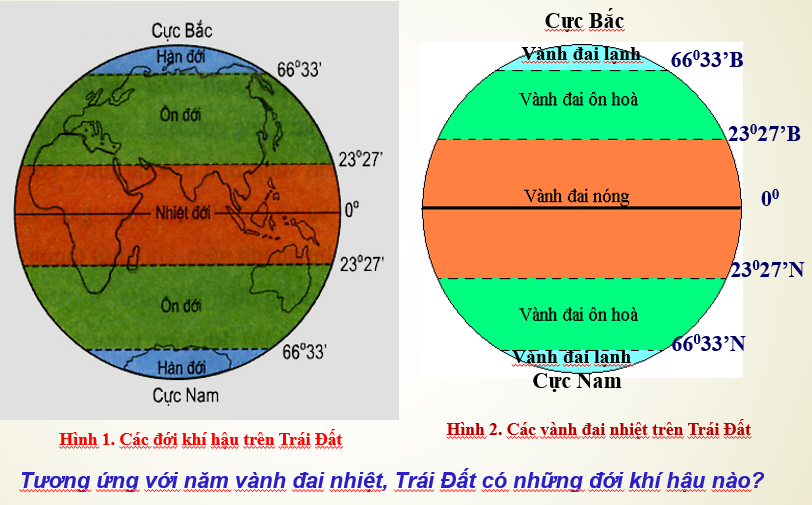 Cực Bắc
Hàn đới
66°33'
Ôn đới
23°27'
Nhiệt đới
0°
23°27'
Ôn đới
66°33'
Hàn đới
Cực Nam
Hình 1. Các đới khí hậu trên Trái Đất
Cực Bắc
Vành đai lạnh
66⁰33’B
Vành đai ôn hoà
23⁰27’B
Vành đai nóng
0⁰
23⁰27’N
Vành đai ôn hoà
66⁰33’N
Vành đai lạnh
Cực Nam
Hình 2. Các vành đai nhiệt trên Trái Đất
Tương ứng với năm vành đai nhiệt, Trái Đất có những đới khí hậu nào?